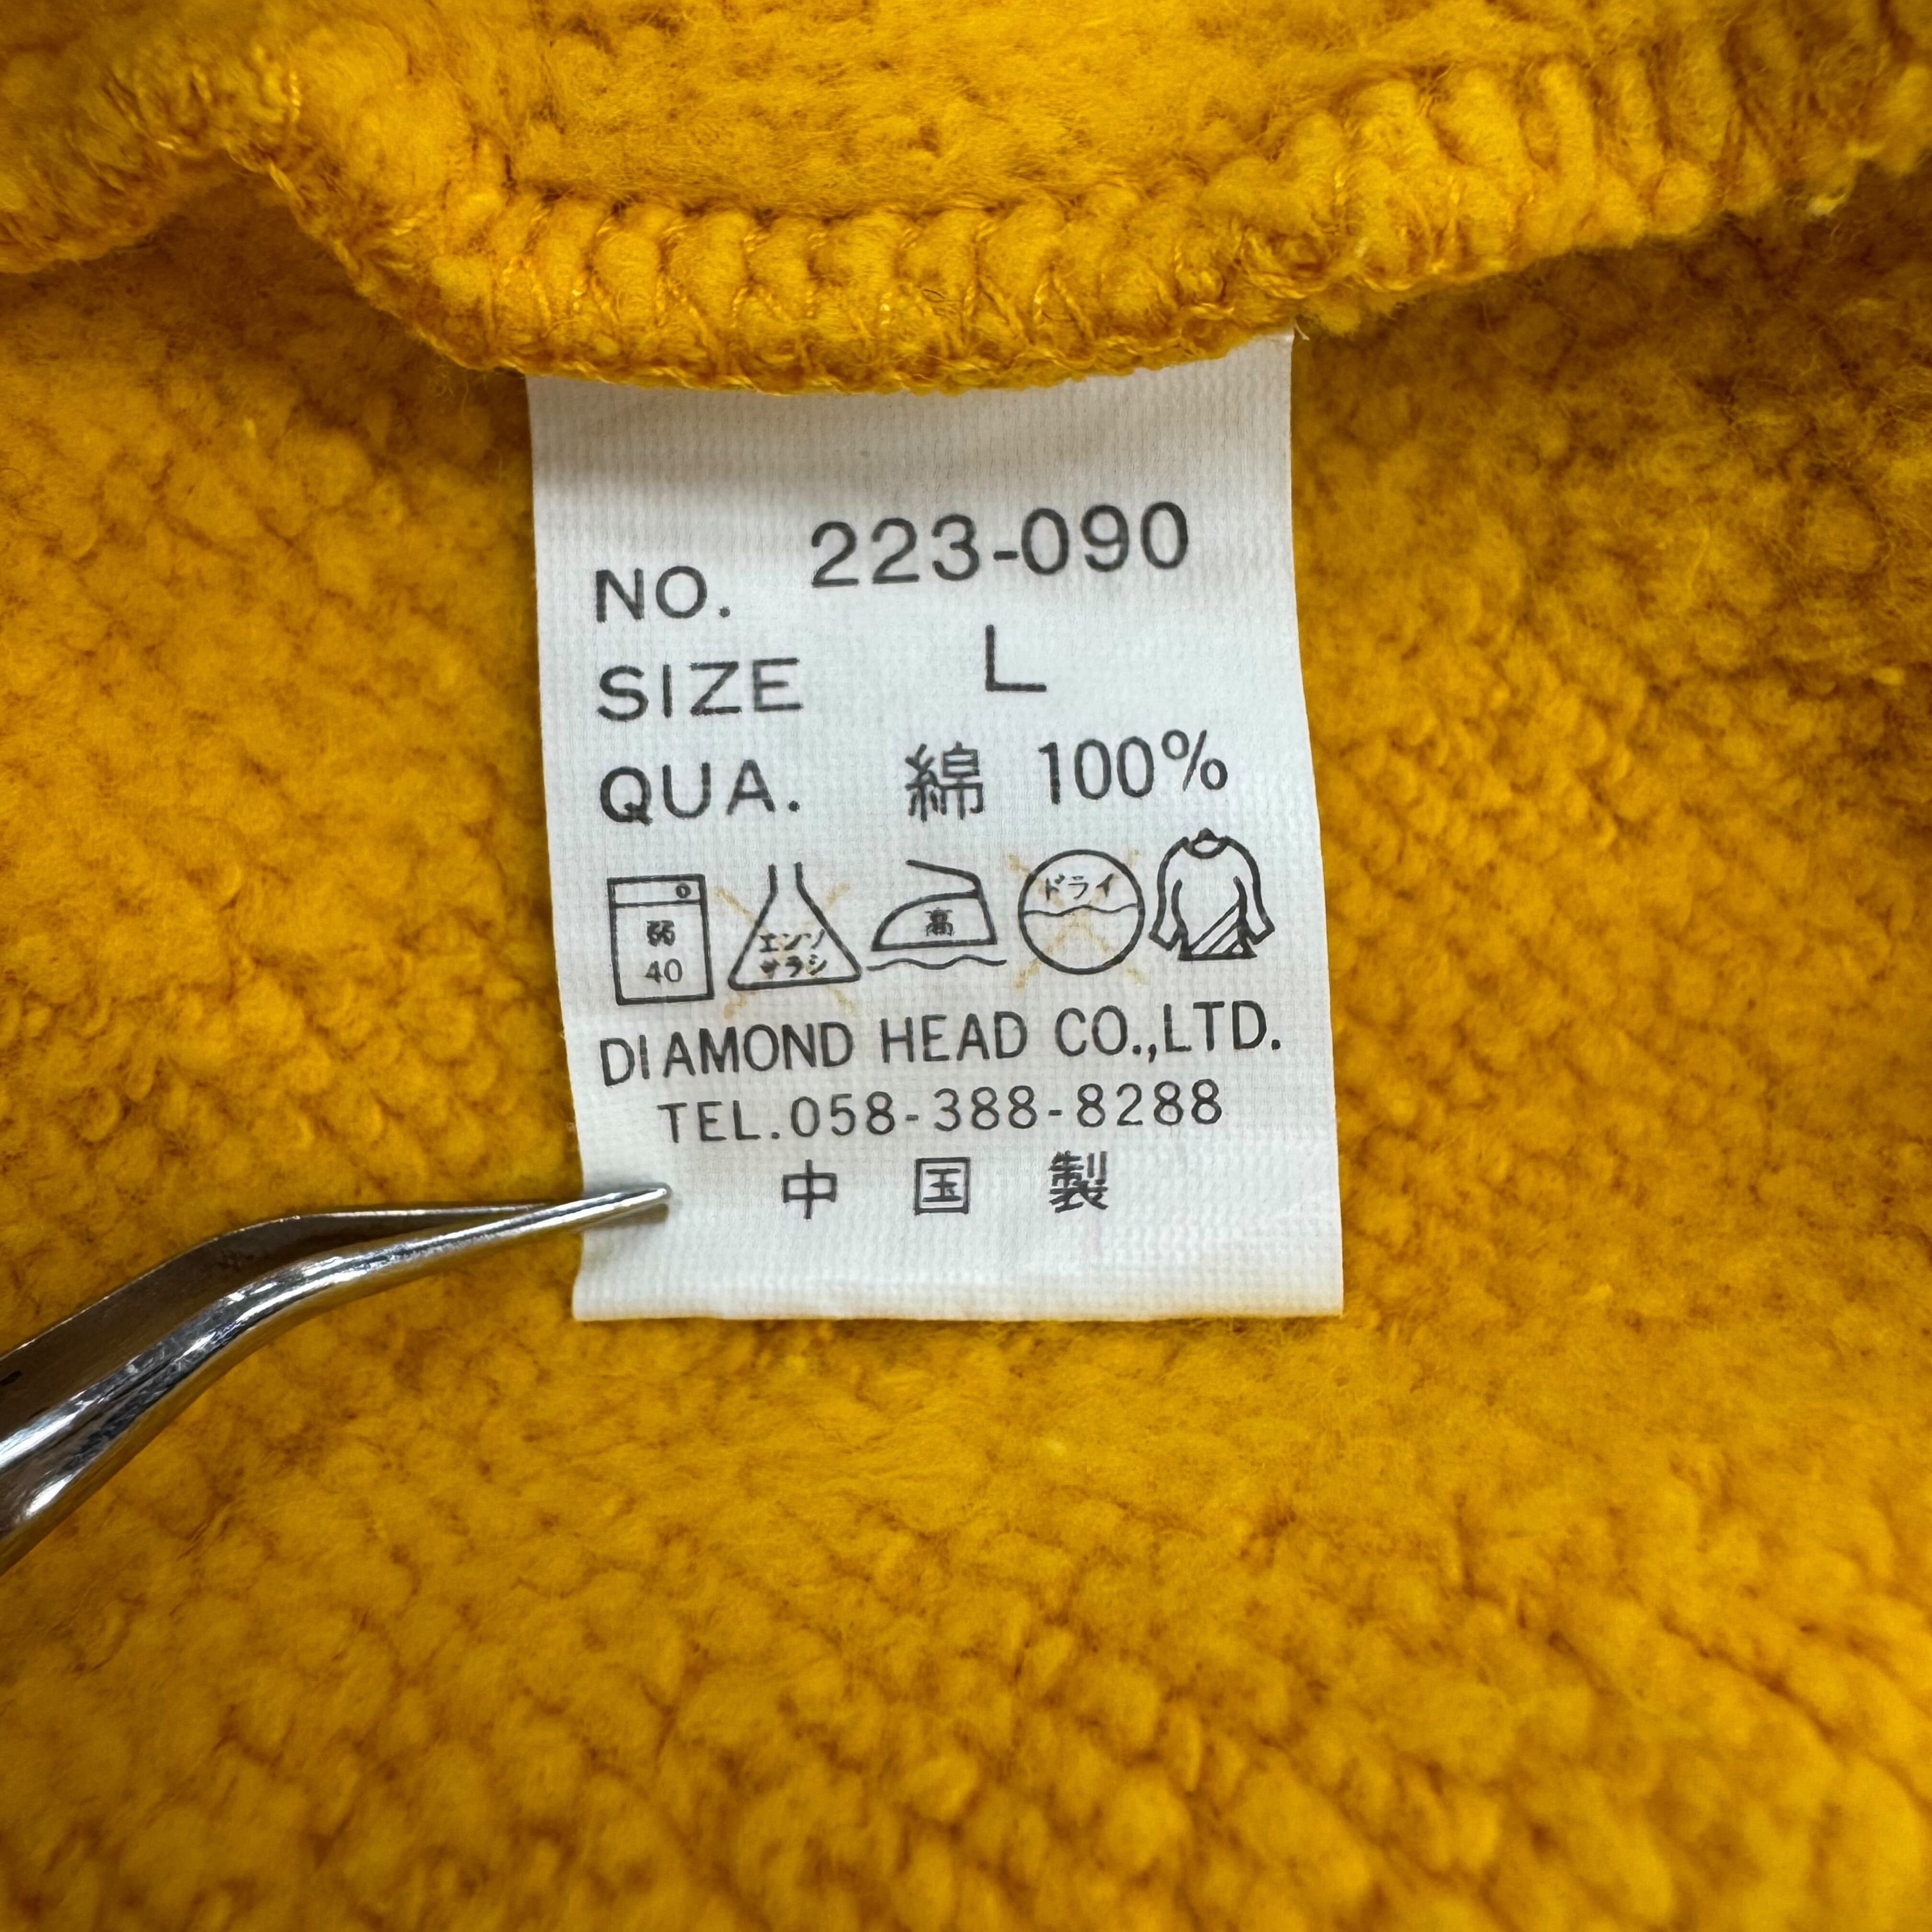 NO. 223-090
SIZE L
QUA. 綿 100%
弱
40
エンソ
サラシ
高
ドライ
DIAMOND HEAD CO.,LTD.
TEL.058-388-8288
中国製